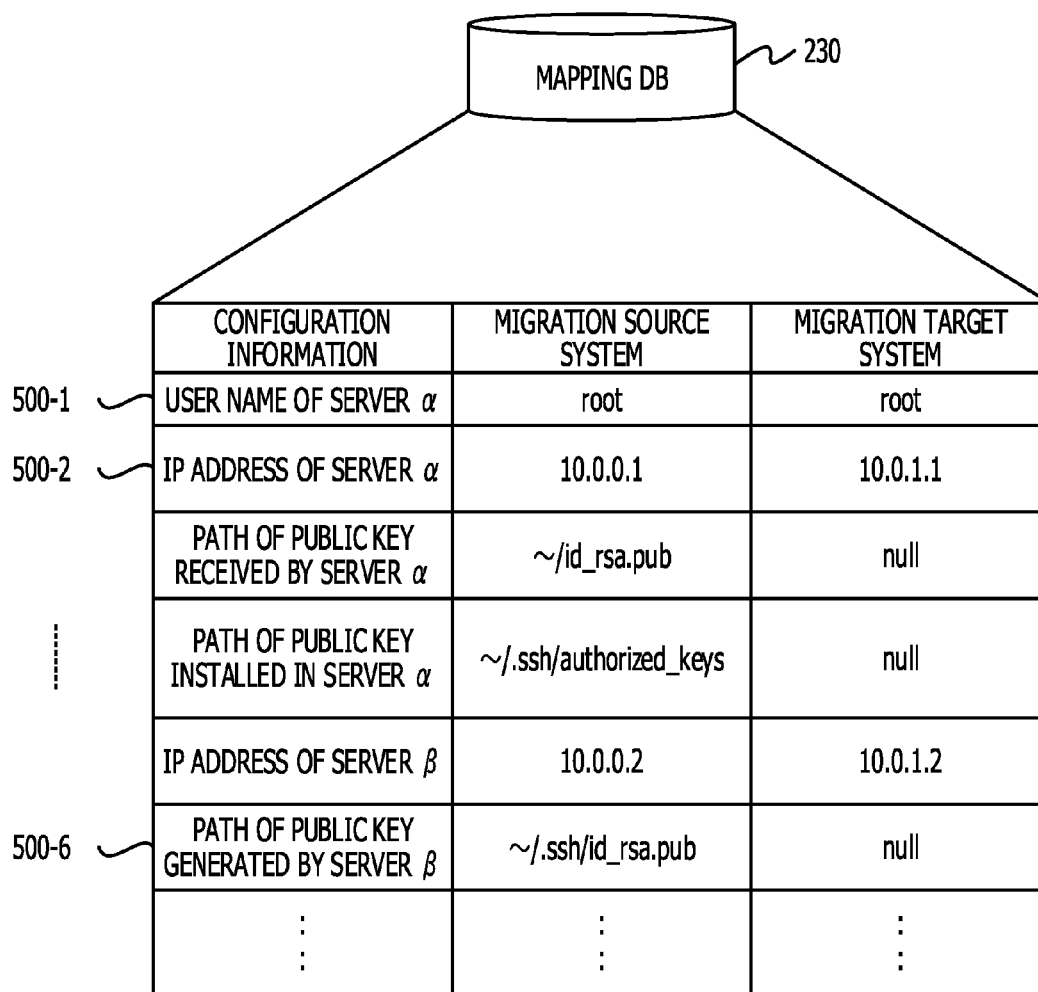 MAPPING DB
230
CONFIGURATION
INFORMATION
MIGRATION SOURCE
SYSTEM
MIGRATION TARGET
SYSTEM
500-1
USER NAME OF SERVER α
root
root
500-2
IP ADDRESS OF SERVER α
10.0.0.1
10.0.1.1
PATH OF PUBLIC KEY
RECEIVED BY SERVER α
~/id_rsa.pub
null
PATH OF PUBLIC KEY
INSTALLED IN SERVER α
~/.ssh/authorized_keys
null
IP ADDRESS OF SERVER β
10.0.0.2
10.0.1.2
500-6
PATH OF PUBLIC KEY
GENERATED BY SERVER β
~/.ssh/id_rsa.pub
null